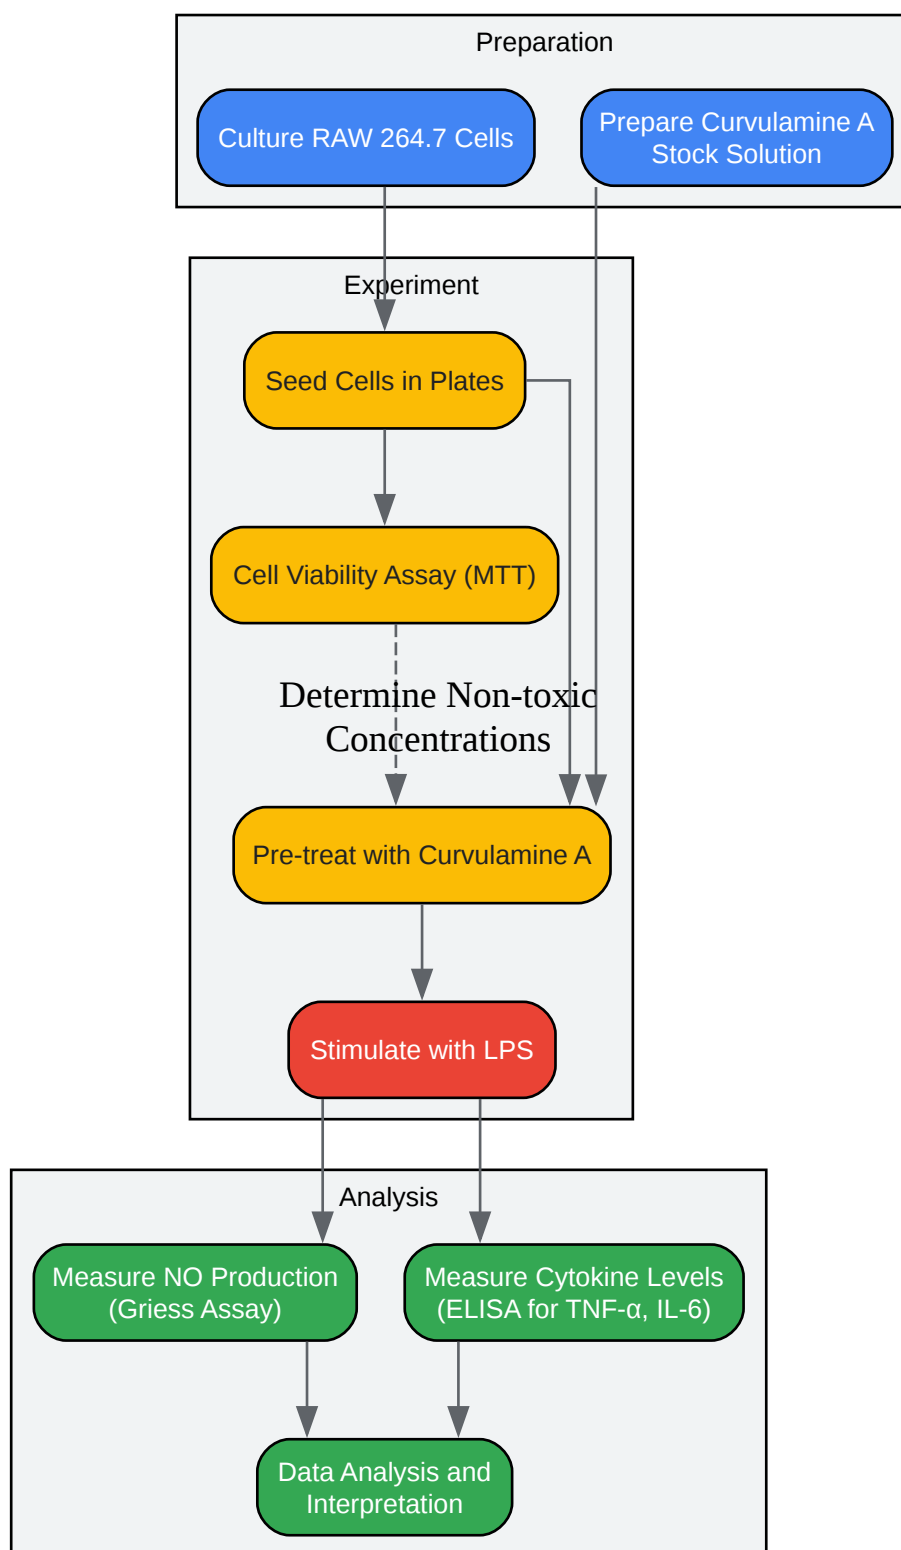 Preparation
Culture RAW 264.7 Cells
Prepare Curvulamine A
Stock Solution
Experiment
Seed Cells in Plates
Cell Viability Assay (MTT)
Determine Non-toxic
Concentrations
Pre-treat with Curvulamine A
Stimulate with LPS
Analysis
Measure NO Production
(Griess Assay)
Measure Cytokine Levels
(ELISA for TNF-α, IL-6)
Data Analysis and
Interpretation